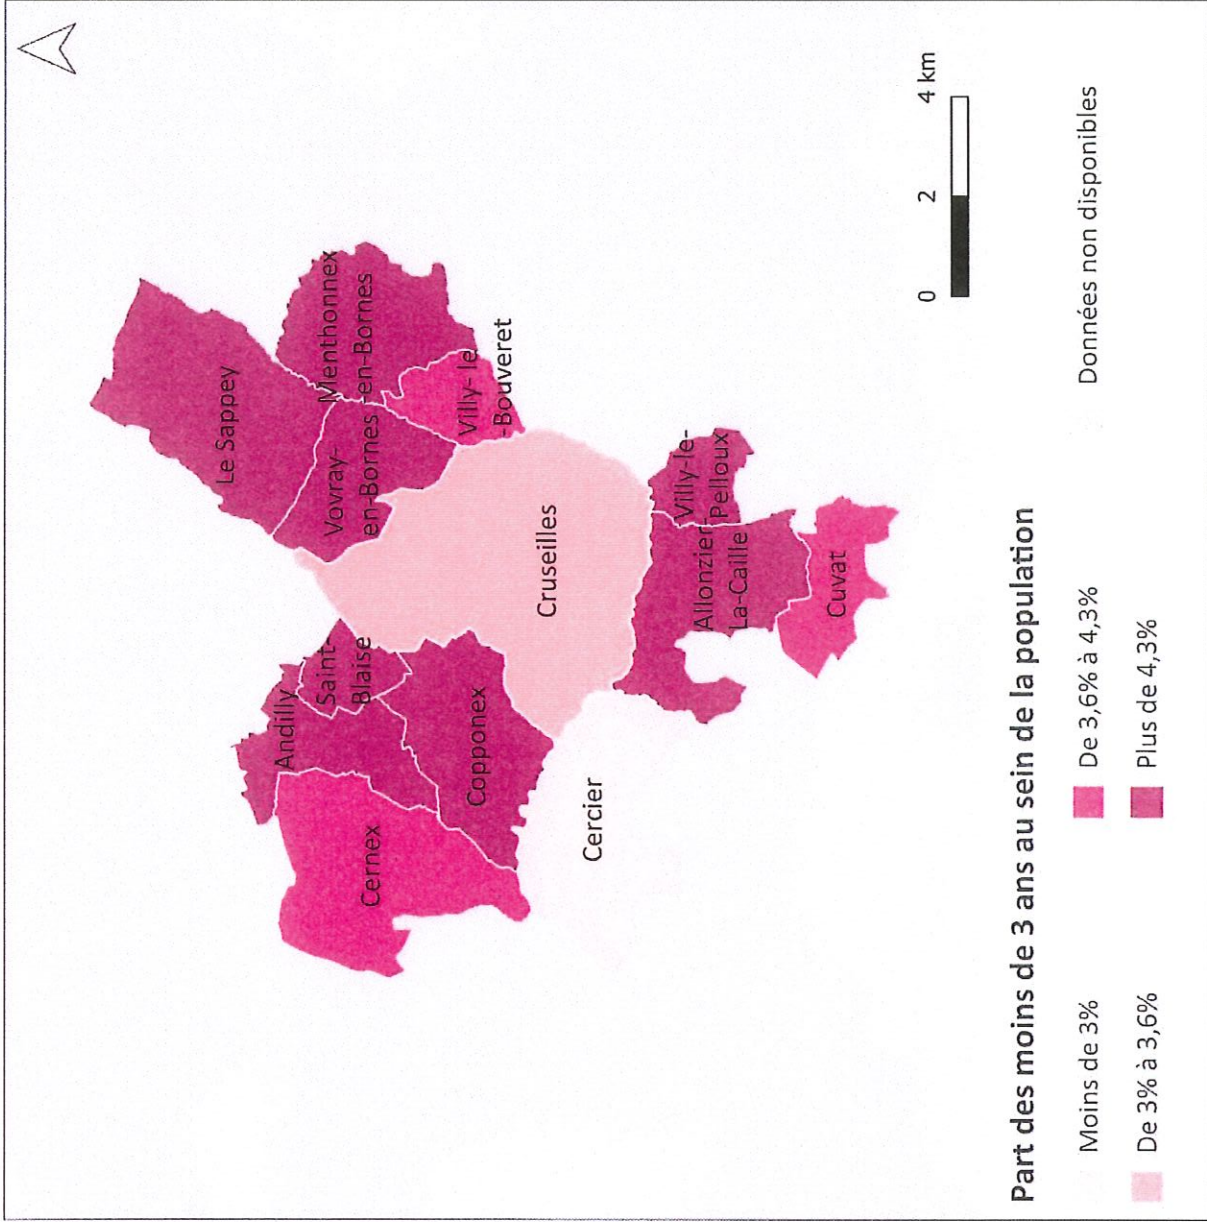 Le Sappey
Menthonnex
-en-Bornes
Vovray-
en-Bornes
Villy- le
-Bouveret
Saint-
Blaise
Andilly
Cernex
Copponex
Cruseilles
Cercier
Villy-le-
Pelloux
Allonzier-
La-Caille
Cuvat
0 2 4 km
Part des moins de 3 ans au sein de la population
Moins de 3%
De 3% à 3,6%
De 3,6% à 4,3%
Plus de 4,3%
Données non disponibles